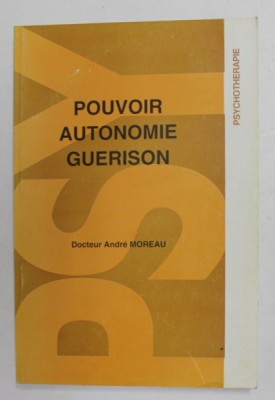 POUVOIR
AUTONOMIE
GUERISON
Docteur André MOREAU
PSYCHOTHERAPIE
PSY